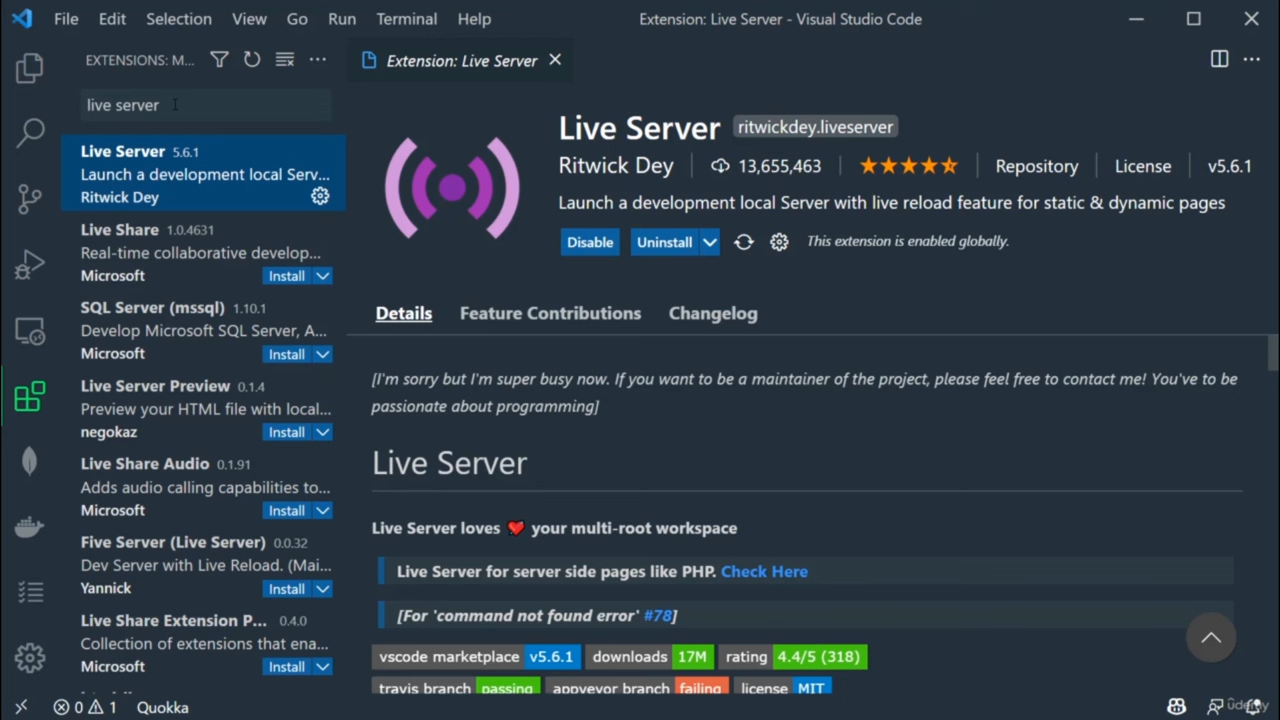 File Edit Selection View Go Run Terminal Help
Extension: Live Server - Visual Studio Code
EXTENSIONS: M...
live server
Live Server 5.6.1
Launch a development local Serv...
Ritwick Dey
Live Share 1.0.4631
Real-time collaborative develop...
Microsoft Install
SQL Server (mssql) 1.10.1
Develop Microsoft SQL Server, A...
Microsoft Install
Live Server Preview 0.1.4
Preview your HTML file with local...
negokaz Install
Live Share Audio 0.1.91
Adds audio calling capabilities to...
Microsoft Install
Five Server (Live Server) 0.0.32
Dev Server with Live Reload. (Mai...
Yannick Install
Live Share Extension P... 0.4.0
Collection of extensions that ena...
Microsoft Install
Extension: Live Server
Live Server ritwickdey.liveserver
Ritwick Dey 13,655,463 Repository License v5.6.1
Launch a development local Server with live reload feature for static & dynamic pages
Disable Uninstall This extension is enabled globally.
Details Feature Contributions Changelog
[I'm sorry but I'm super busy now. If you want to be a maintainer of the project, please feel free to contact me! You've to be
passionate about programming]
Live Server
Live Server loves ❤️ your multi-root workspace
Live Server for server side pages like PHP. Check Here
[For 'command not found error' #78]
vscode marketplace v5.6.1 downloads 17M rating 4.4/5 (318)
travis branch passing appveyor branch failing license MIT
0 1 Quokka
udemy